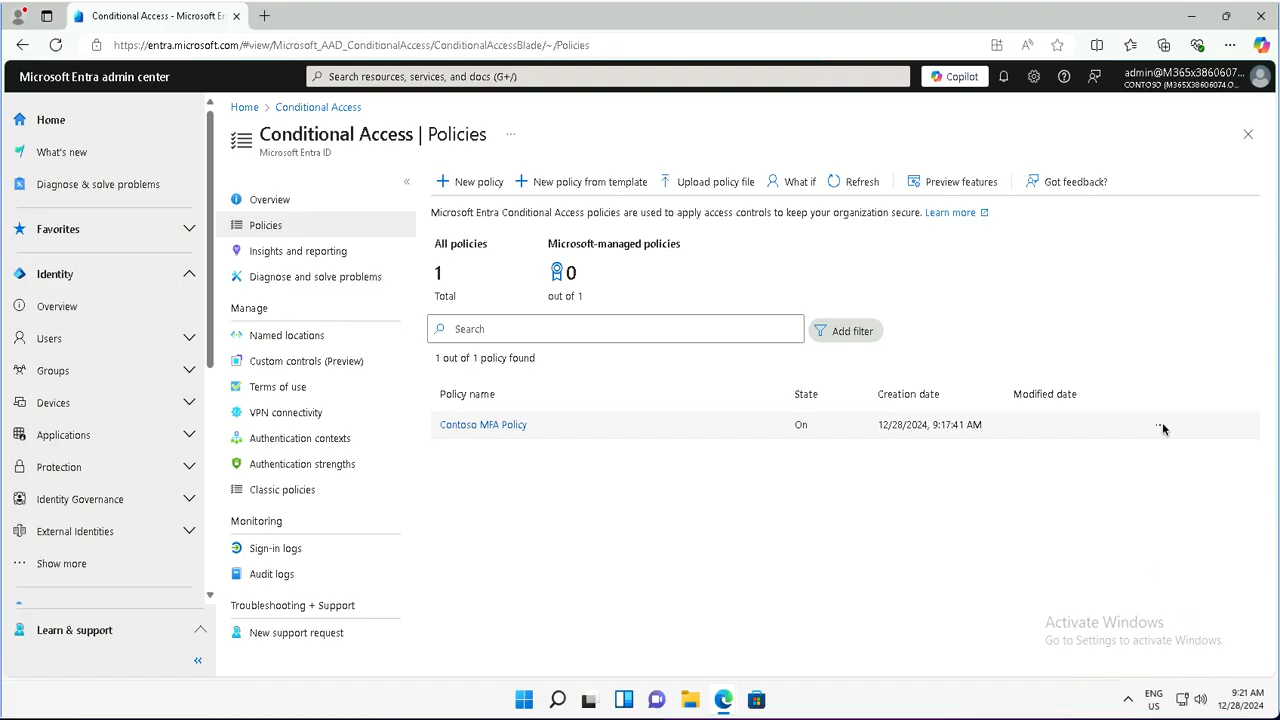 Conditional Access - Microsoft Er
https://entra.microsoft.com/#view/Microsoft_AAD_ConditionalAccess/ConditionalAccessBlade/~/Policies
Microsoft Entra admin center
Search resources, services, and docs (G+/)
Copilot
admin@M365x3860607...
CONTOSO (M365X38606074.O...
Home
What's new
Diagnose & solve problems
Favorites
Identity
Overview
Users
Groups
Devices
Applications
Protection
Identity Governance
External Identities
Show more
Learn & support
Home > Conditional Access
Conditional Access | Policies
Microsoft Entra ID
Overview
Policies
Insights and reporting
Diagnose and solve problems
Manage
Named locations
Custom controls (Preview)
Terms of use
VPN connectivity
Authentication contexts
Authentication strengths
Classic policies
Monitoring
Sign-in logs
Audit logs
Troubleshooting + Support
New support request
New policy New policy from template Upload policy file What if Refresh Preview features Got feedback?
Microsoft Entra Conditional Access policies are used to apply access controls to keep your organization secure. Learn more
All policies Microsoft-managed policies
1 0
Total out of 1
Search
Add filter
1 out of 1 policy found
Policy name State Creation date Modified date
Contoso MFA Policy On 12/28/2024, 9:17:41 AM
Activate Windows
Go to Settings to activate Windows.
ENG
US
9:21 AM
12/28/2024